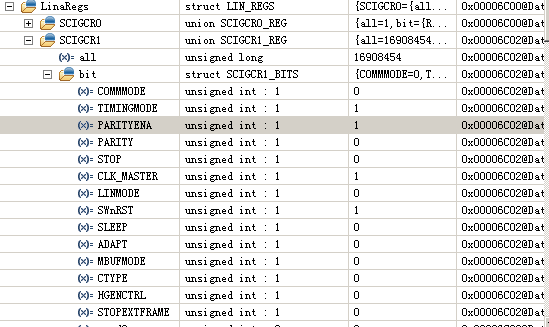 LinaRegs struct LIN_REGS {SCIGCR0={all... 0x00006C00@Dat
SCIGCR0 union SCIGCR0_REG {all=1,bit={R... 0x00006C00@Dat
SCIGCR1 union SCIGCR1_REG {all=16908454... 0x00006C02@Dat
(x)= all unsigned long 16908454 0x00006C02@Dat
bit struct SCIGCR1_BITS {COMMMODE=0,T... 0x00006C02@Dat
(x)= COMMMODE unsigned int : 1 0 0x00006C02@Dat
(x)= TIMINGMODE unsigned int : 1 1 0x00006C02@Dat
(x)= PARITYENA unsigned int : 1 1 0x00006C02@Dat
(x)= PARITY unsigned int : 1 0 0x00006C02@Dat
(x)= STOP unsigned int : 1 0 0x00006C02@Dat
(x)= CLK_MASTER unsigned int : 1 1 0x00006C02@Dat
(x)= LINMODE unsigned int : 1 0 0x00006C02@Dat
(x)= SWnRST unsigned int : 1 1 0x00006C02@Dat
(x)= SLEEP unsigned int : 1 0 0x00006C02@Dat
(x)= ADAPT unsigned int : 1 0 0x00006C02@Dat
(x)= MBUFMODE unsigned int : 1 0 0x00006C02@Dat
(x)= CTYPE unsigned int : 1 0 0x00006C02@Dat
(x)= HGENCTRL unsigned int : 1 0 0x00006C02@Dat
(x)= STOPEXTFRAME unsigned int : 1 0 0x00006C02@Dat